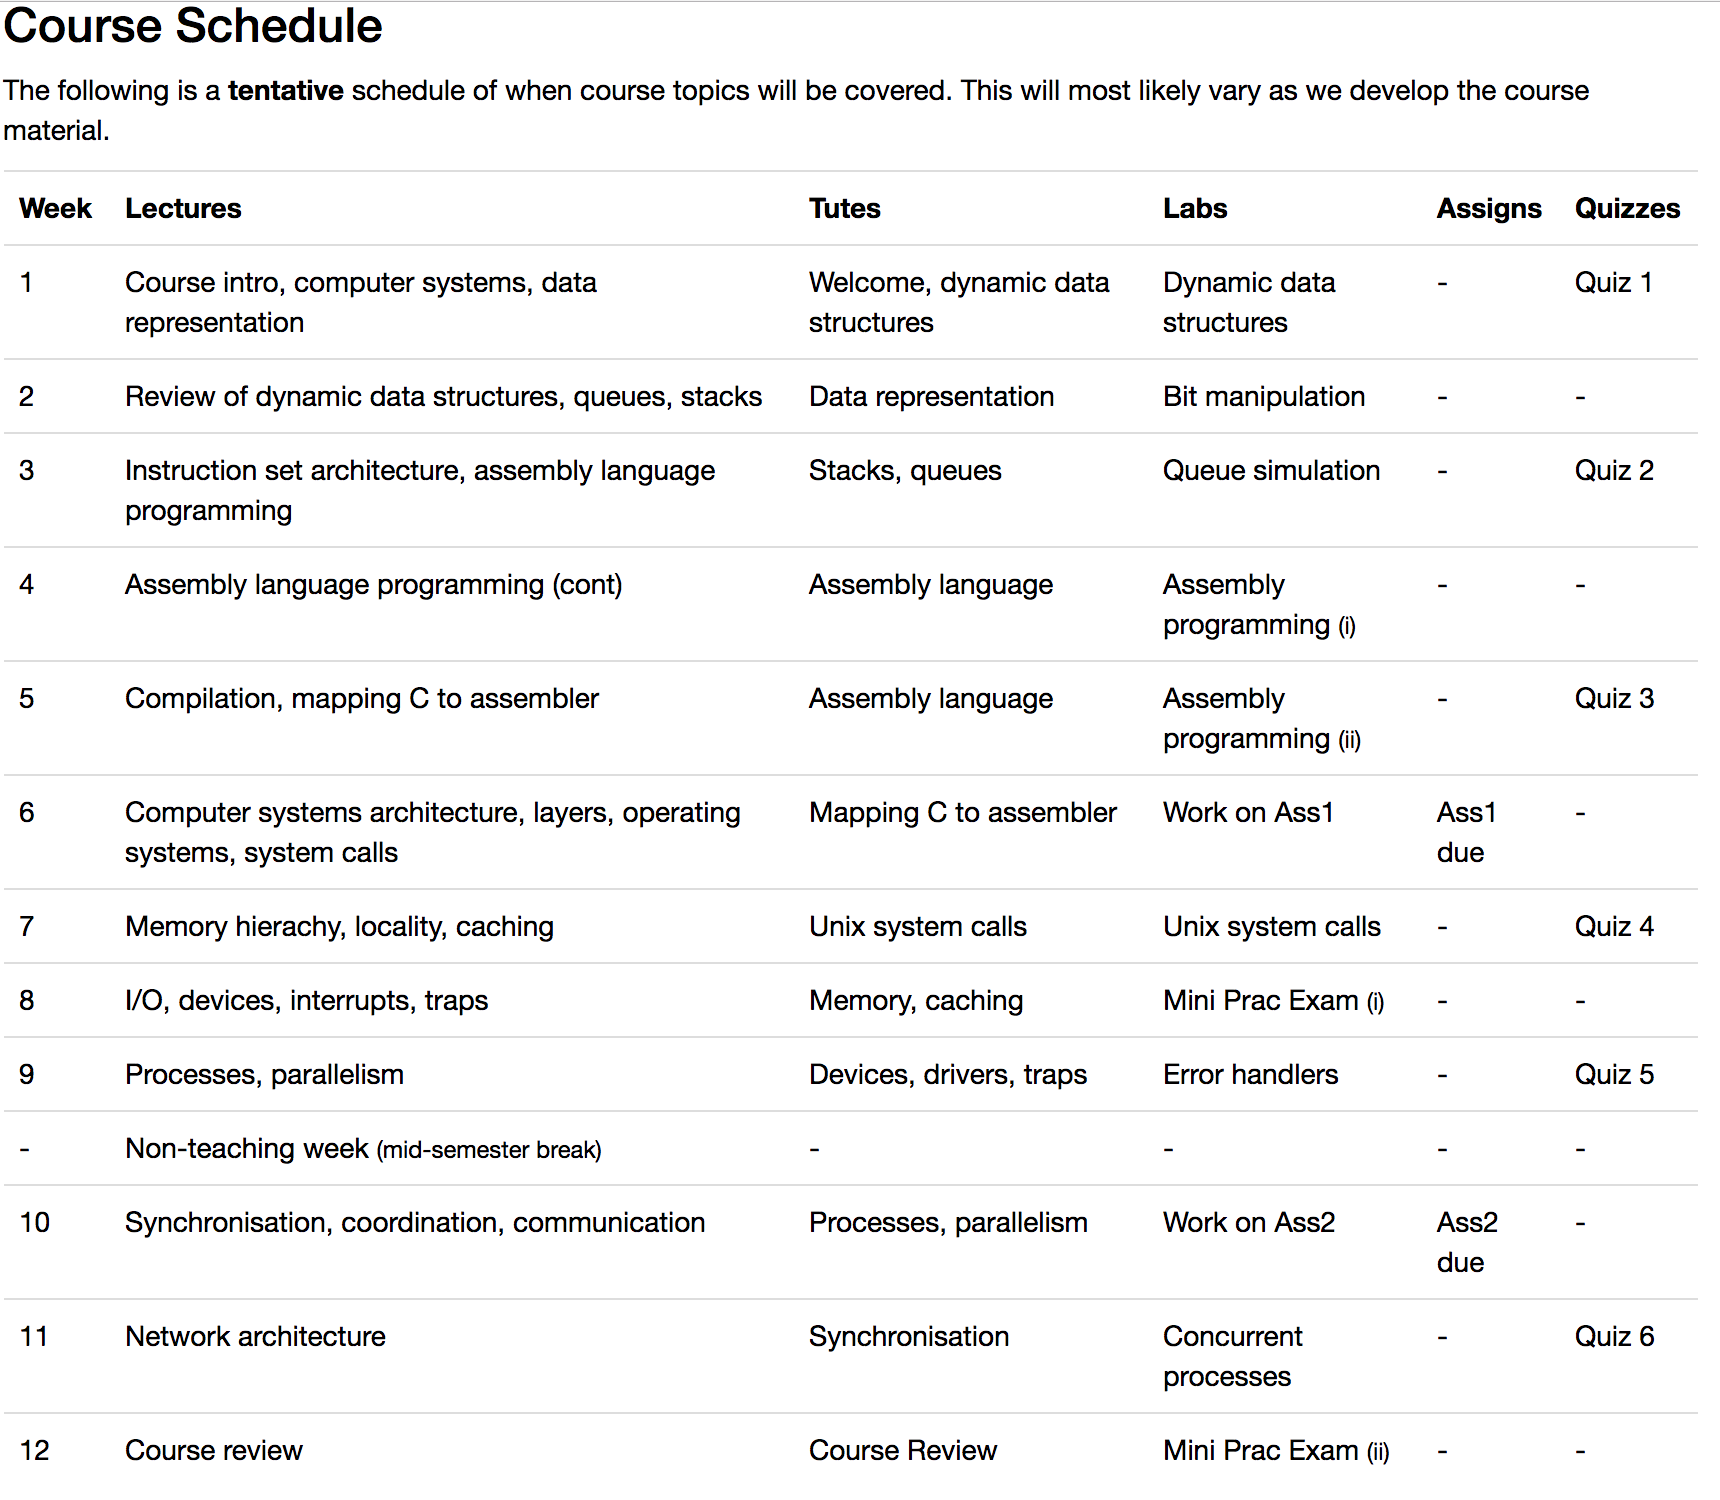 Course Schedule
The following is a tentative schedule of when course topics will be covered. This will most likely vary as we develop the course
material.
Week Lectures Tutes Labs Assigns Quizzes
1 Course intro, computer systems, data Welcome, dynamic data Dynamic data - Quiz 1
representation structures structures
2 Review of dynamic data structures, queues, stacks Data representation Bit manipulation - -
3 Instruction set architecture, assembly language Stacks, queues Queue simulation - Quiz 2
programming
4 Assembly language programming (cont) Assembly language Assembly - -
programming (i)
5 Compilation, mapping C to assembler Assembly language Assembly - Quiz 3
programming (ii)
6 Computer systems architecture, layers, operating Mapping C to assembler Work on Ass1 Ass1 -
systems, system calls due
7 Memory hierachy, locality, caching Unix system calls Unix system calls - Quiz 4
8 I/O, devices, interrupts, traps Memory, caching Mini Prac Exam (i) - -
9 Processes, parallelism Devices, drivers, traps Error handlers - Quiz 5
- Non-teaching week (mid-semester break) - - - -
10 Synchronisation, coordination, communication Processes, parallelism Work on Ass2 Ass2 -
due
11 Network architecture Synchronisation Concurrent - Quiz 6
processes
12 Course review Course Review Mini Prac Exam (ii) - -